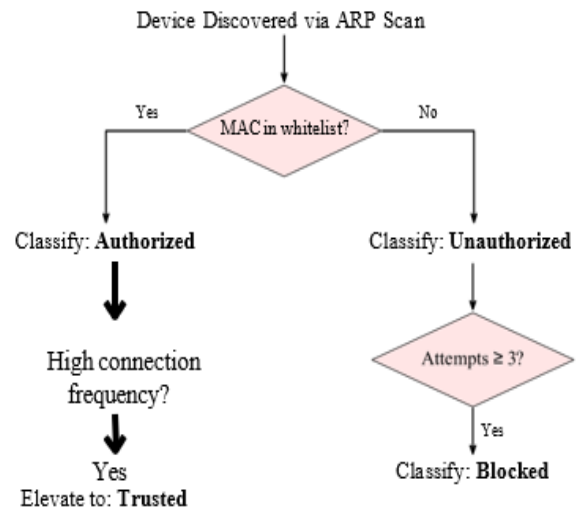 Device Discovered via ARP Scan
MAC in whitelist?
Yes
No
Classify: Authorized
Classify: Unauthorized
High connection
frequency?
Attempts ≥ 3?
Yes
Yes
Elevate to: Trusted
Classify: Blocked